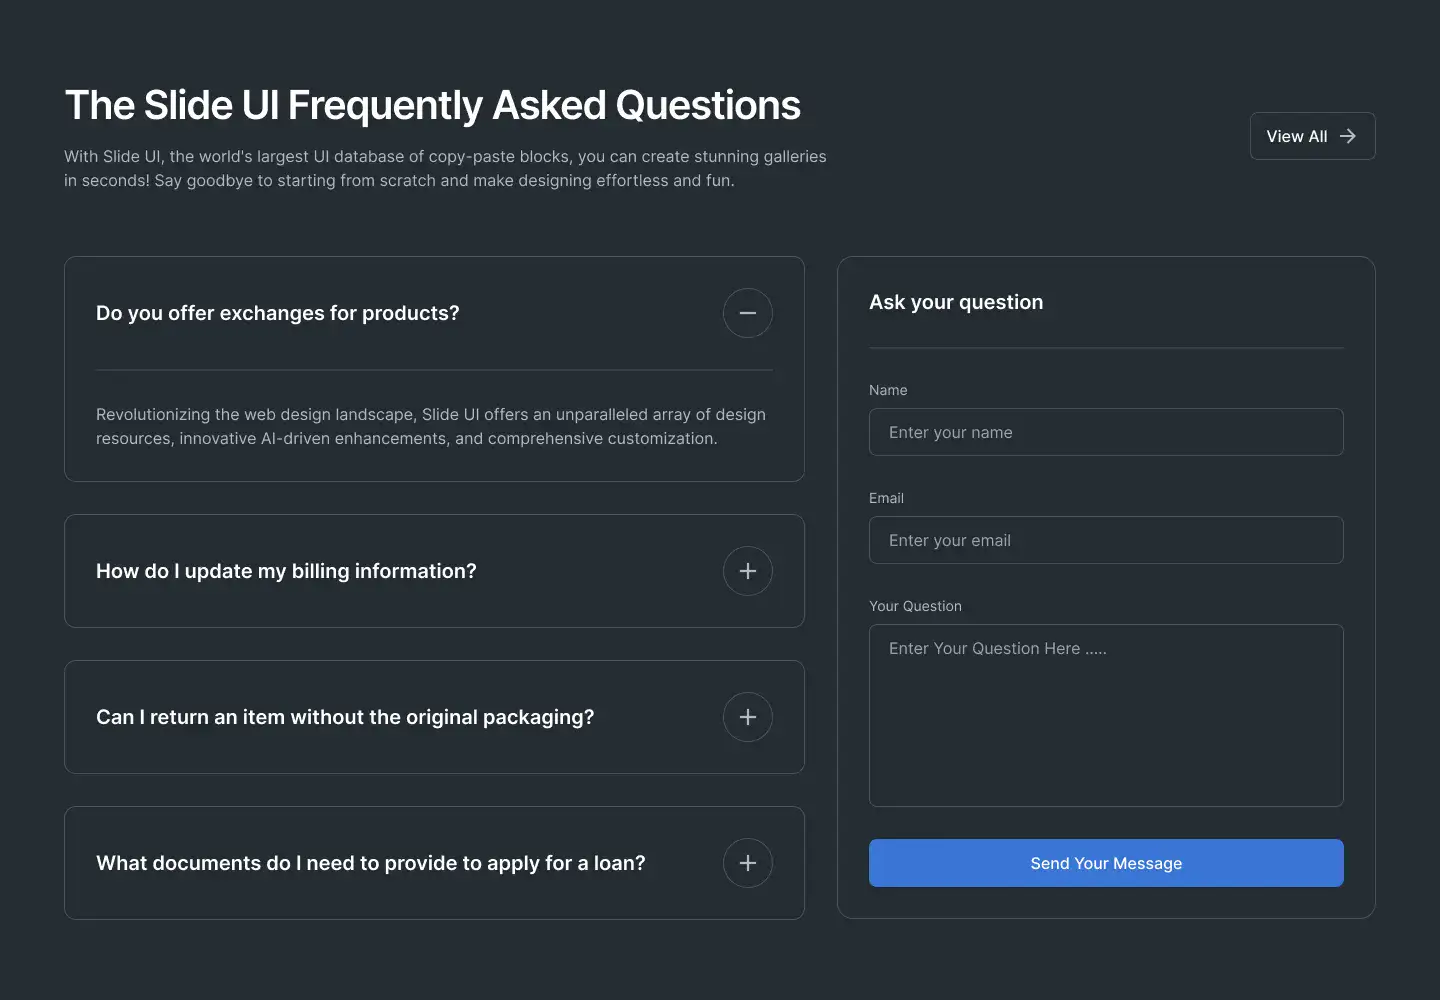 The Slide UI Frequently Asked Questions
With Slide UI, the world's largest UI database of copy-paste blocks, you can create stunning galleries
in seconds! Say goodbye to starting from scratch and make designing effortless and fun.
View All
Do you offer exchanges for products?
Revolutionizing the web design landscape, Slide UI offers an unparalleled array of design
resources, innovative AI-driven enhancements, and comprehensive customization.
How do I update my billing information?
Can I return an item without the original packaging?
What documents do I need to provide to apply for a loan?
Ask your question
Name
Enter your name
Email
Enter your email
Your Question
Enter Your Question Here .....
Send Your Message